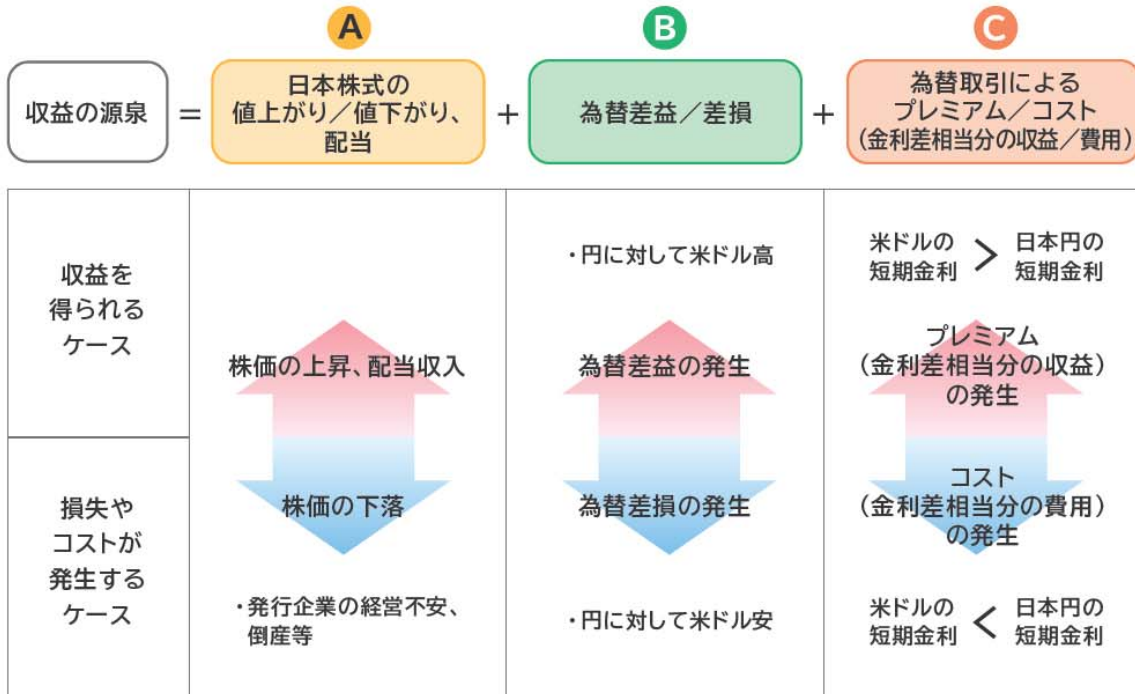 A
B
C
収益の源泉
=
日本株式の
値上がり/値下がり、
配当
+
為替差益/差損
+
為替取引による
プレミアム/コスト
(金利差相当分の収益/費用)
収益を
得られる
ケース
株価の上昇、配当収入
・円に対して米ドル高
為替差益の発生
米ドルの
短期金利
>
日本円の
短期金利
プレミアム
(金利差相当分の収益)
の発生
損失や
コストが
発生する
ケース
株価の下落
・発行企業の経営不安、
倒産等
為替差損の発生
・円に対して米ドル安
コスト
(金利差相当分の費用)
の発生
米ドルの
短期金利
<
日本円の
短期金利